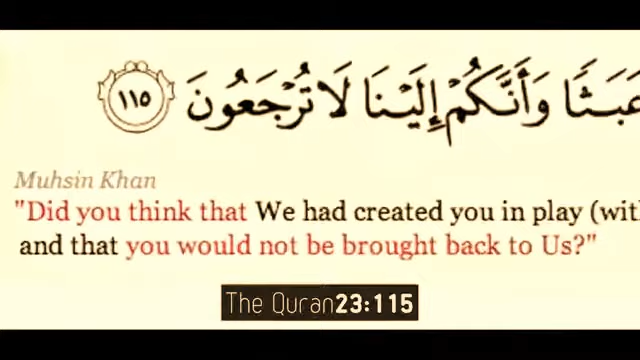 عَبَثًا وَأَنَّكُمْ إِلَيْنَا لَا تُرْجَعُونَ ١١٥
Muhsin Khan
"Did you think that We had created you in play (wit
and that you would not be brought back to Us?"
The Quran23:115